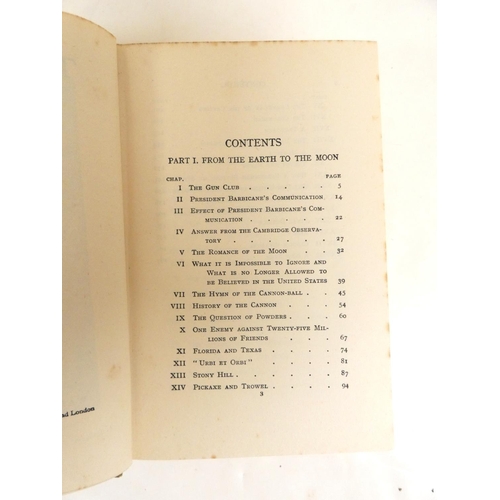 CONTENTS
PART I. FROM THE EARTH TO THE MOON
CHAP. PAGE
I The Gun Club . . . . . 5
II President Barbicane's Communication . 14
III Effect of President Barbicane's Com-
munication . . . . . 22
IV Answer from the Cambridge Observa-
tory . . . . . . 27
V The Romance of the Moon . . . 32
VI What it is Impossible to Ignore and
What is no Longer Allowed to
be Believed in the United States 39
VII The Hymn of the Cannon-ball . . 45
VIII History of the Cannon . . . 54
IX The Question of Powders . . . 60
X One Enemy against Twenty-five Mil-
lions of Friends . . . . 67
XI Florida and Texas . . . . 74
XII "Urbi et Orbi" . . . . . 81
XIII Stony Hill . . . . . . 87
XIV Pickaxe and Trowel . . . . 94
3
London